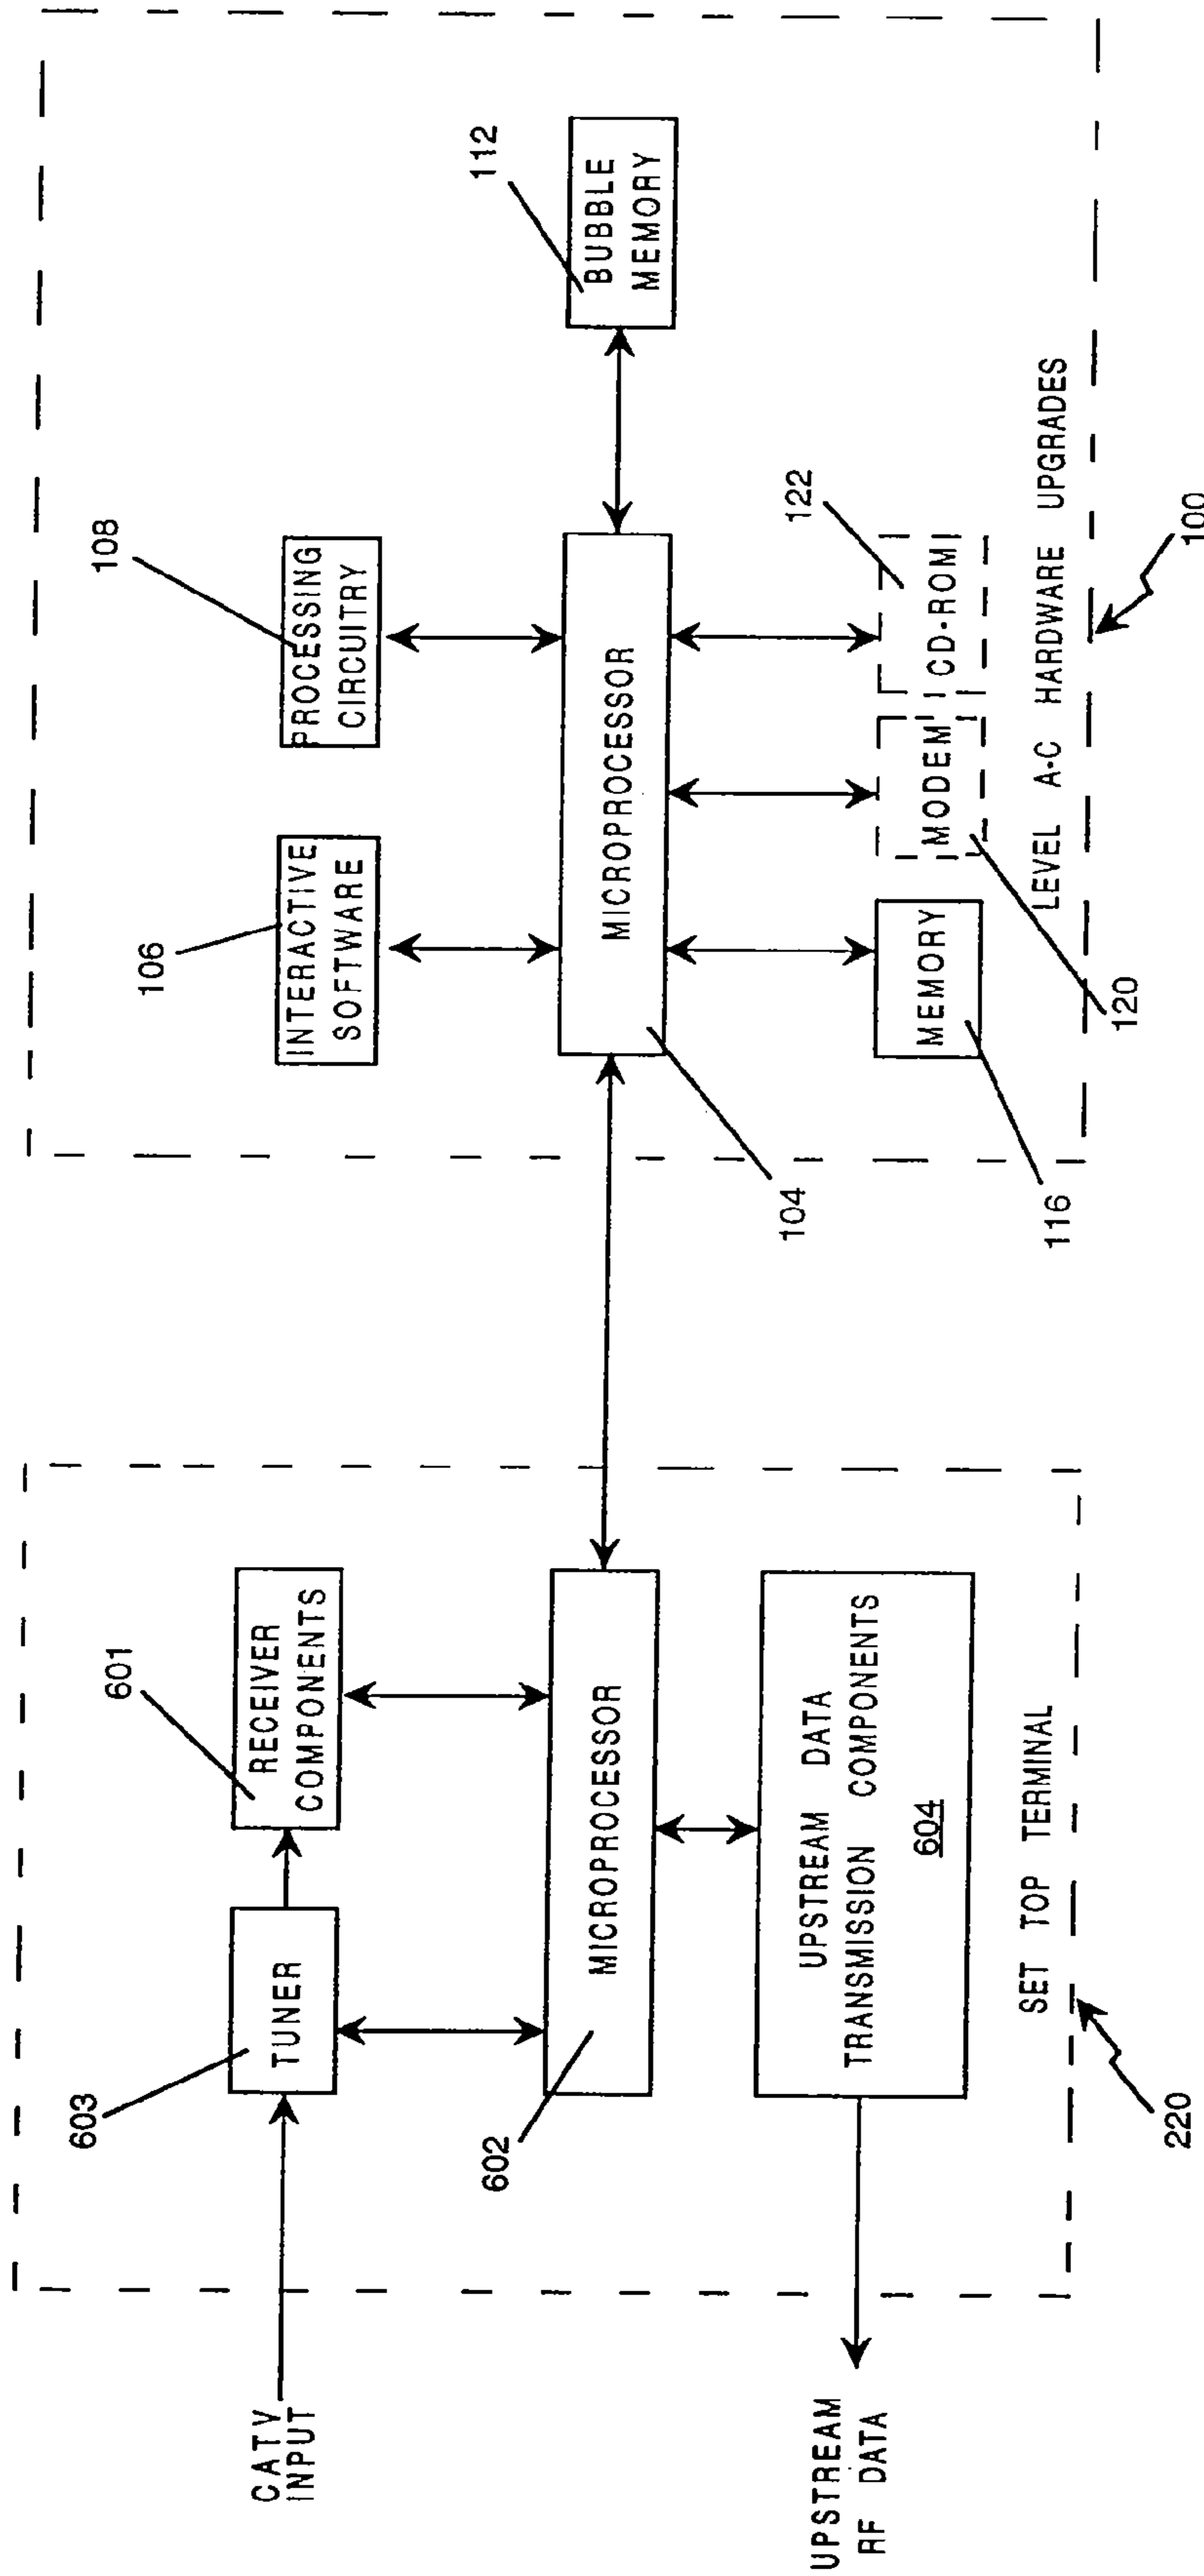 CATV
INPUT
603
TUNER
601
RECEIVER
COMPONENTS
602
MICROPROCESSOR
UPSTREAM DATA
TRANSMISSION COMPONENTS
604
UPSTREAM
RF DATA
SET TOP TERMINAL
220
106
INTERACTIVE
SOFTWARE
108
PROCESSING
CIRCUITRY
104
MICROPROCESSOR
112
BUBBLE
MEMORY
116
MEMORY
120
MODEM
122
CD-ROM
LEVEL A-C HARDWARE UPGRADES
100